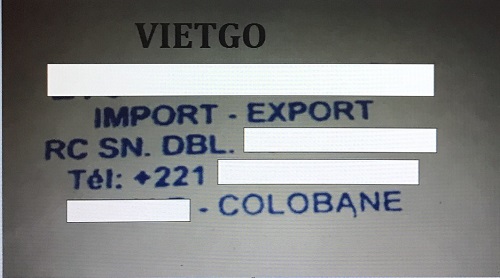 VIETGO
IMPORT - EXPORT
RC SN. DBL.
Tél: +221
- COLOBANE